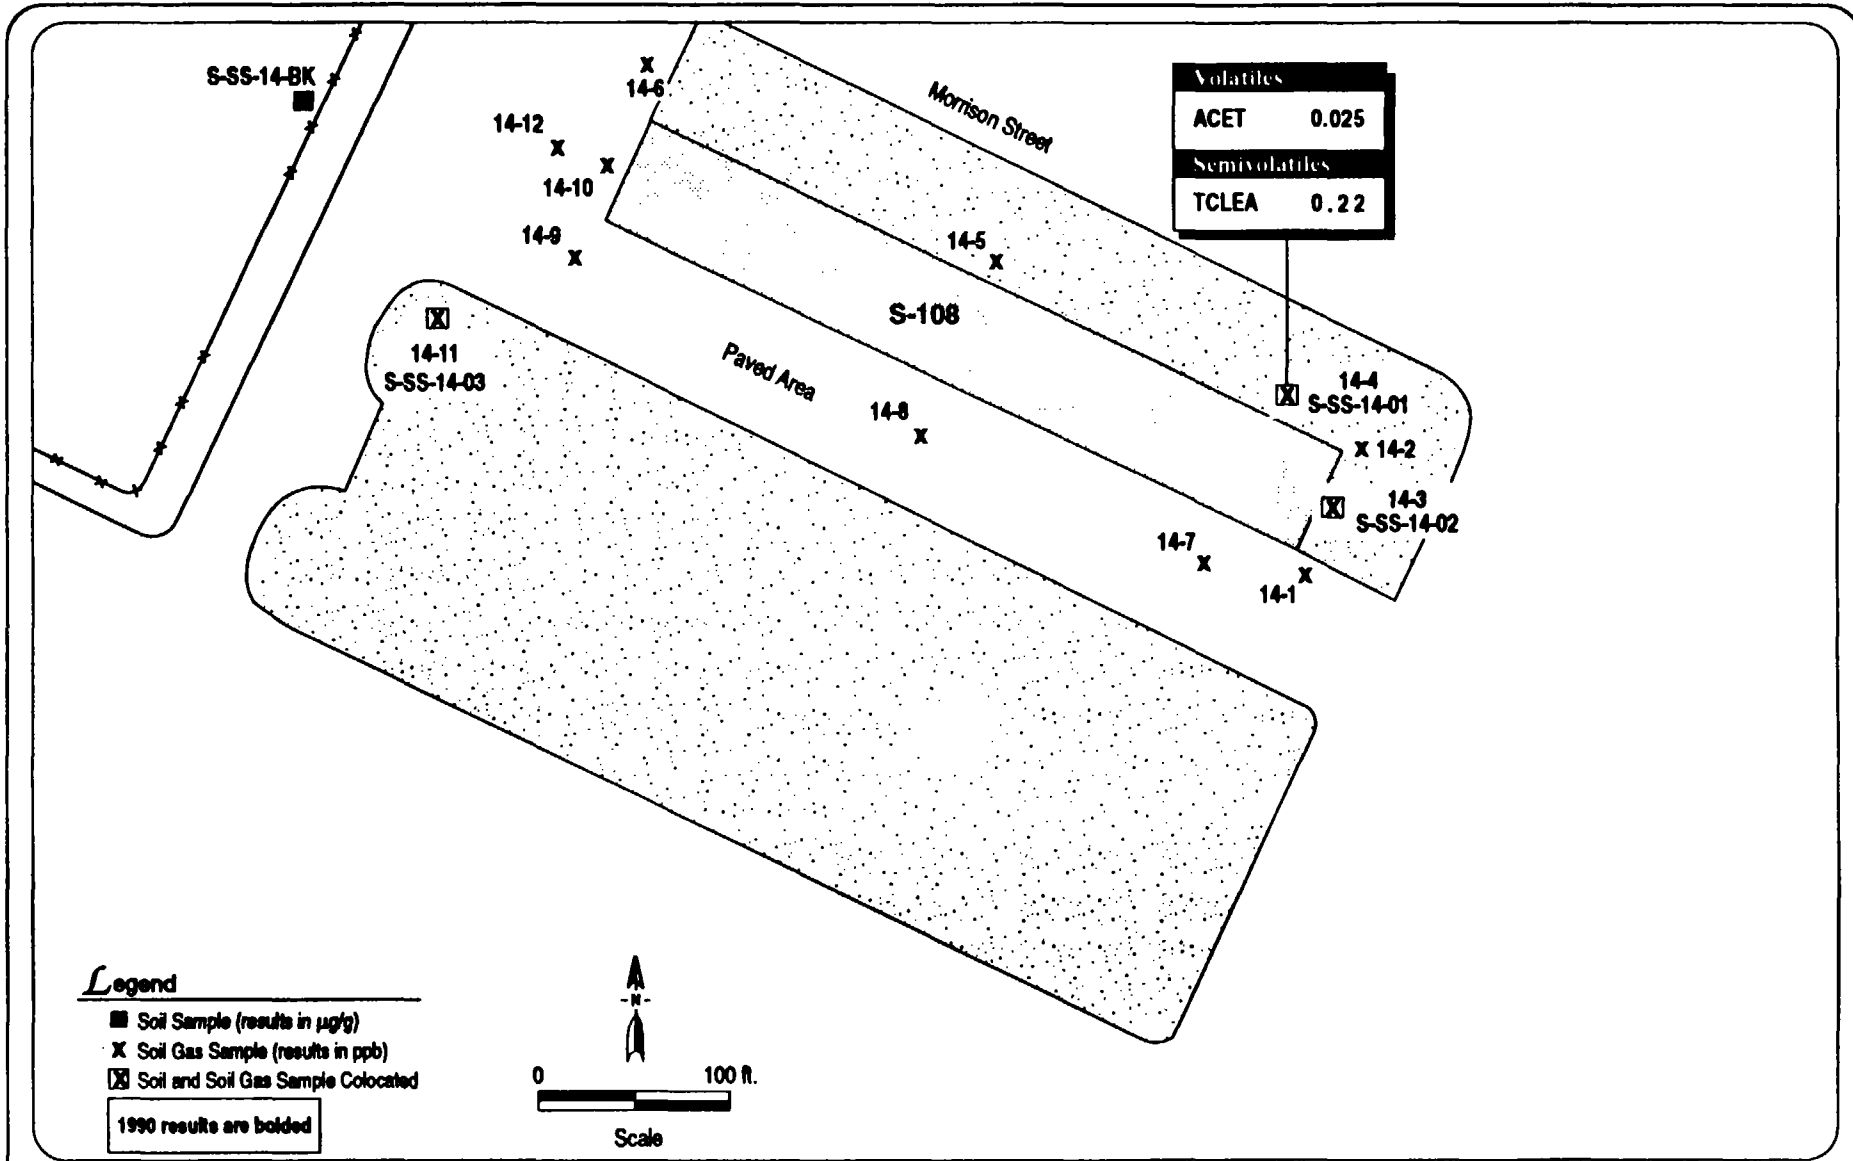 S-SS-14-BK
14-6
14-12
14-10
14-9
Morrison Street
Volatiles
ACET 0.025
Semivolatiles
TCLEA 0.22
14-5
S-108
14-11
S-SS-14-03
Paved Area
14-8
14-4
S-SS-14-01
14-2
14-3
S-SS-14-02
14-7
14-1
Legend
Soil Sample (results in µg/g)
X Soil Gas Sample (results in ppb)
X Soil and Soil Gas Sample Colocated
1990 results are bolded
N
0 100 ft.
Scale